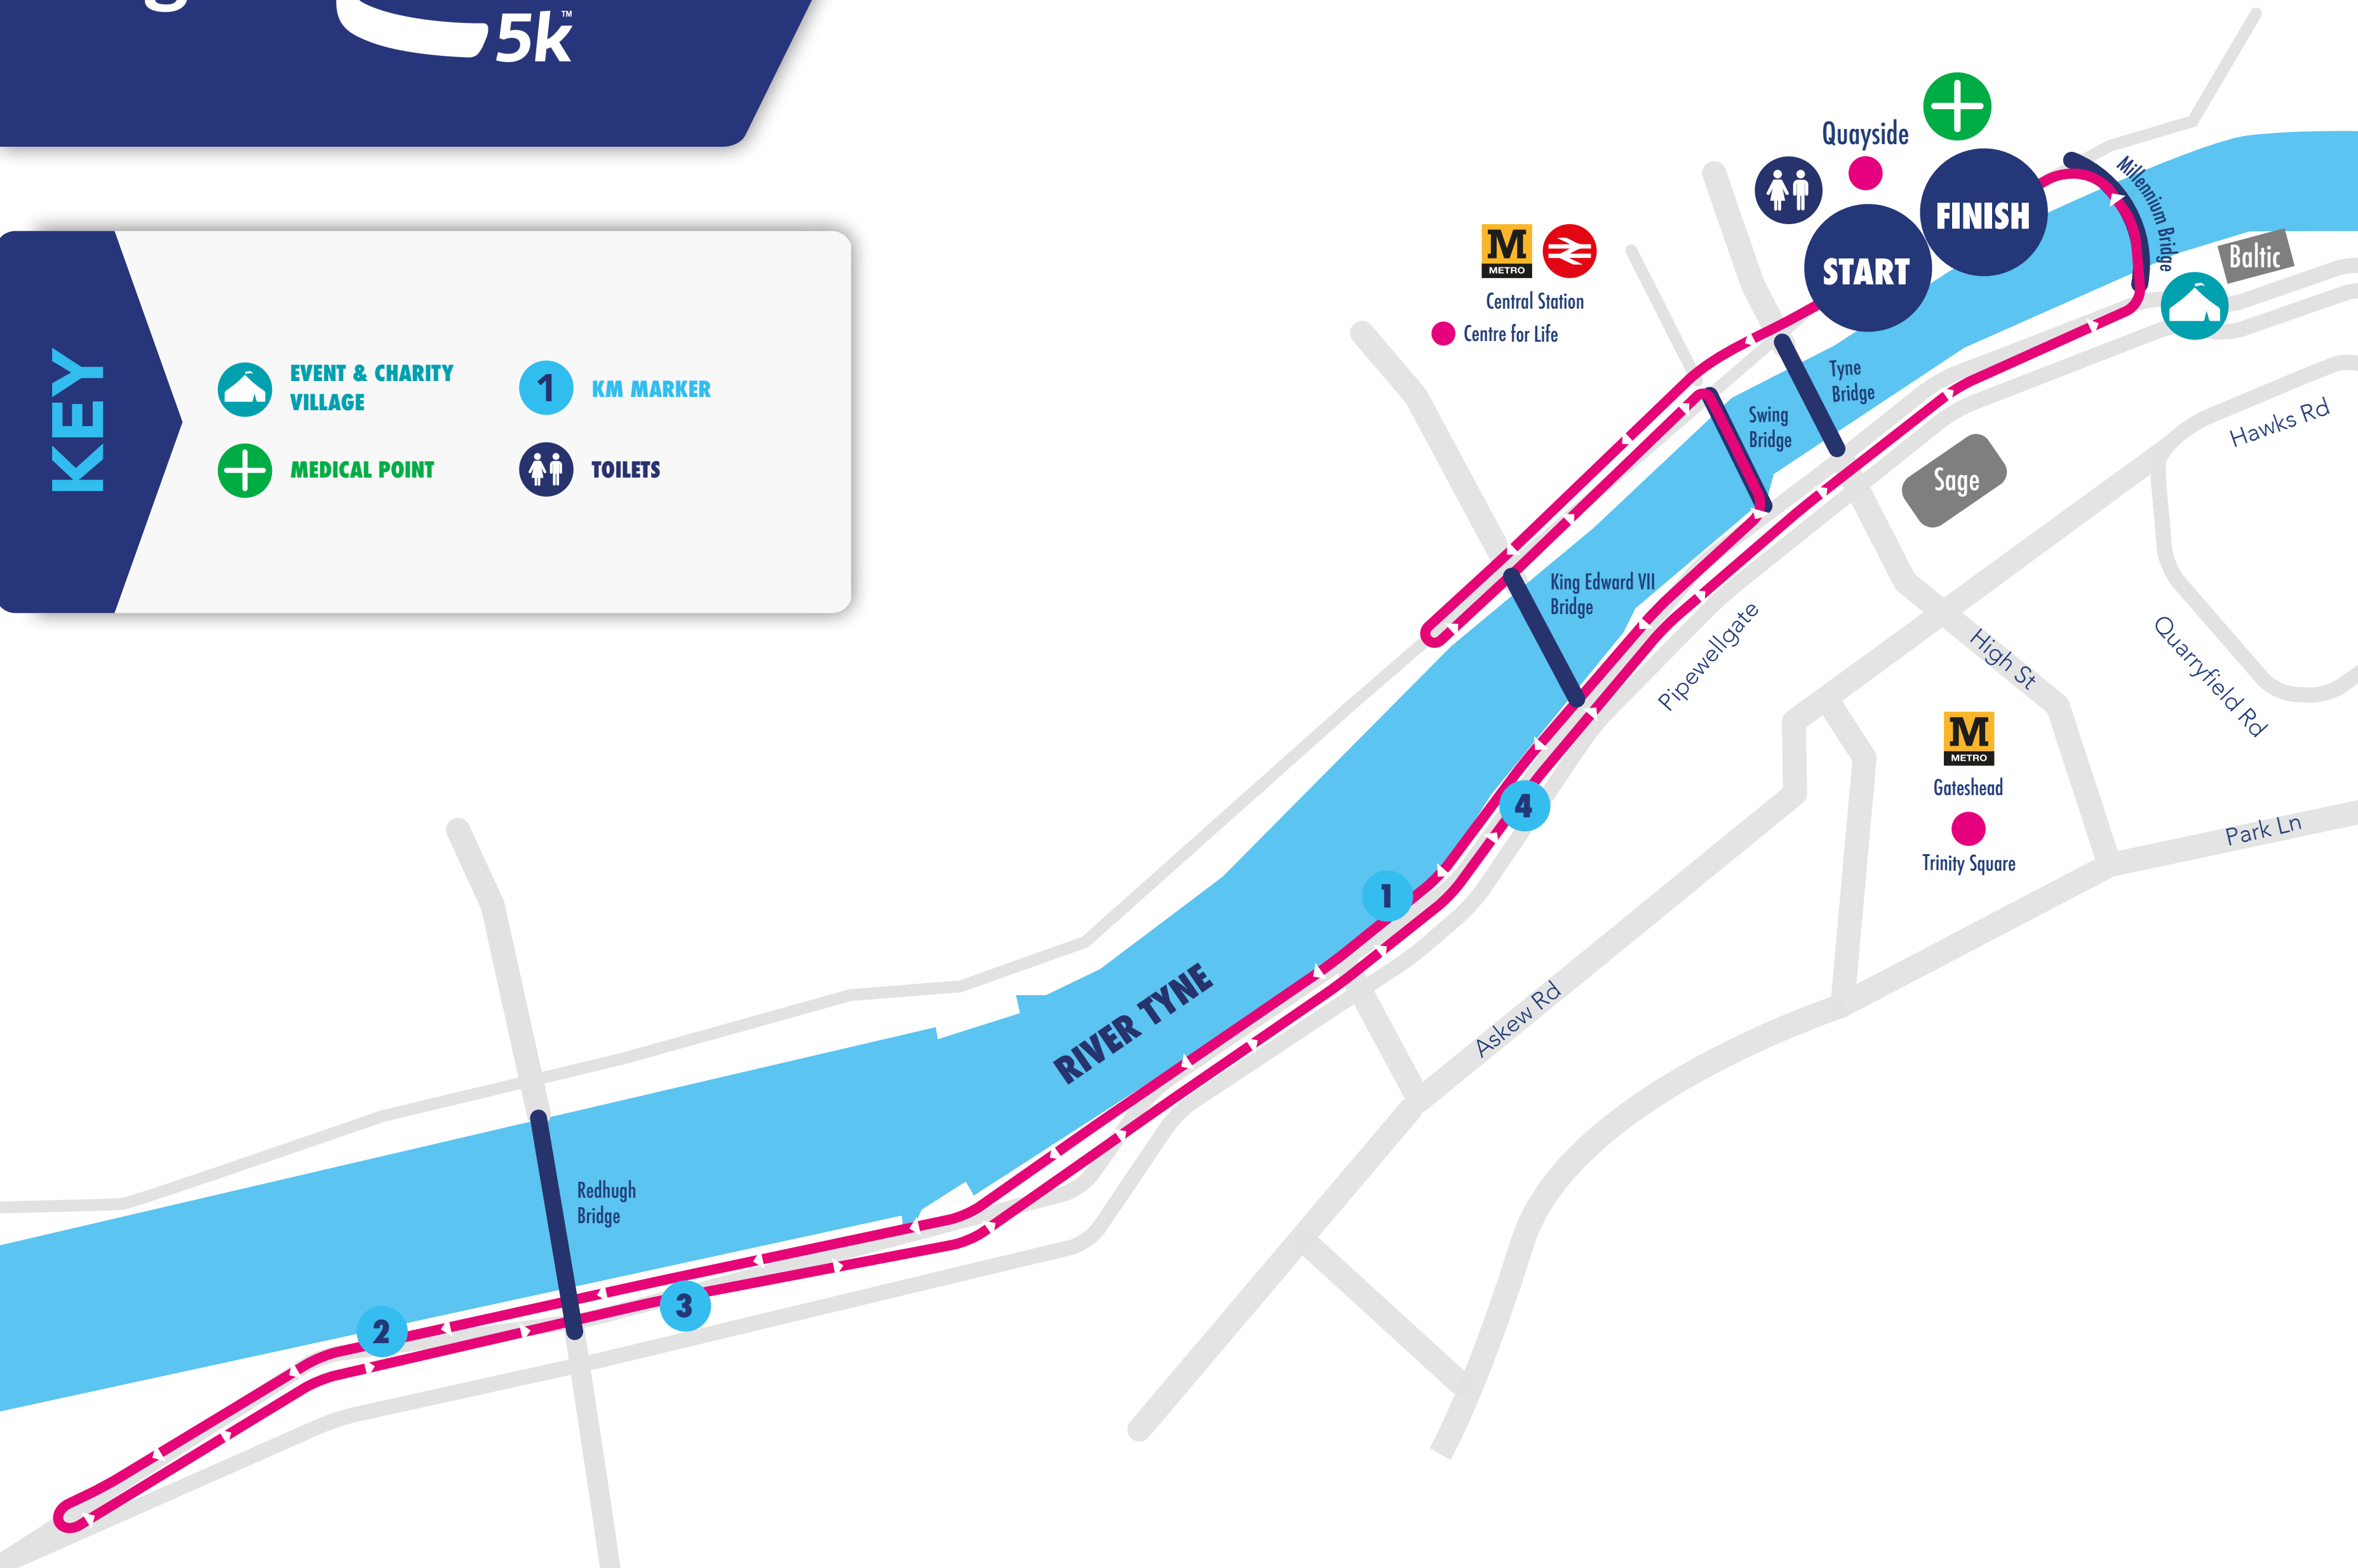 5k™
KEY
EVENT & CHARITY
VILLAGE
1
KM MARKER
MEDICAL POINT
TOILETS
Quayside
START
FINISH
Millennium Bridge
Baltic
M
METRO
Central Station
Centre for Life
Tyne
Bridge
Swing
Bridge
Hawks Rd
Sage
King Edward VII
Bridge
Pipewellgate
High St
Quarryfield Rd
M
METRO
Gateshead
Trinity Square
Park Ln
4
1
RIVER TYNE
Askew Rd
Redhugh
Bridge
3
2